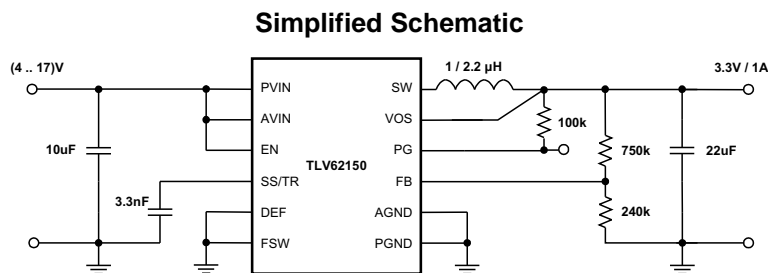 Simplified Schematic
(4 .. 17)V
1 / 2.2 µH
3.3V / 1A
PVIN
SW
AVIN
VOS
100k
10uF
EN
PG
750k
22uF
TLV62150
3.3nF
SS/TR
FB
DEF
AGND
240k
FSW
PGND